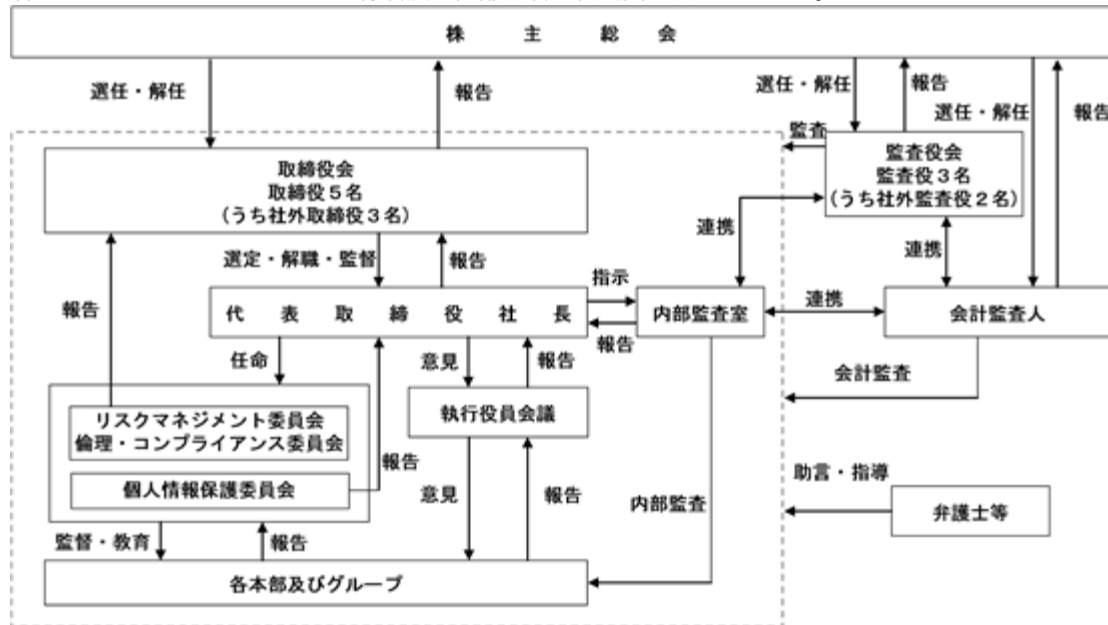 株主総会
選任・解任
報告
選任・解任
報告
選任・解任
報告
監査
取締役会
取締役5名
(うち社外取締役3名)
監査役会
監査役3名
(うち社外監査役2名)
連携
連携
選定・解職・監督
報告
報告
指示
代表取締役社長
内部監査室
連携
会計監査人
報告
任命
意見
報告
会計監査
リスクマネジメント委員会
倫理・コンプライアンス委員会
執行役員会議
個人情報保護委員会
報告
意見
報告
内部監査
助言・指導
弁護士等
監督・教育
報告
各本部及びグループ